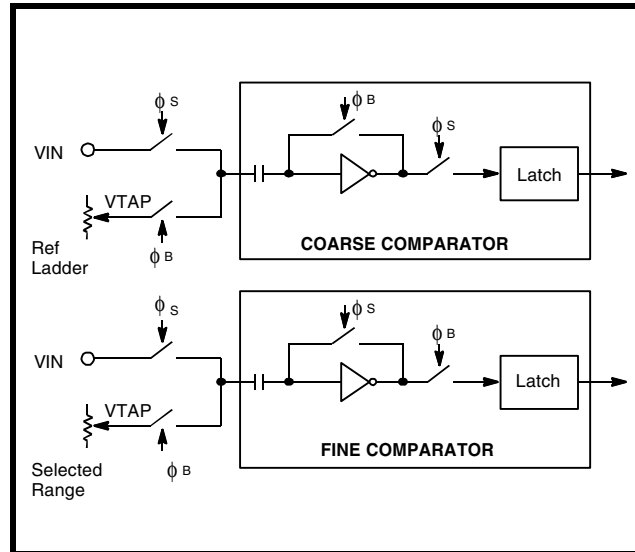 ϕ S
VIN
VTAP
Ref
Ladder
ϕ B
ϕ B
ϕ S
Latch
COARSE COMPARATOR
ϕ S
VIN
VTAP
Selected
Range
ϕ B
ϕ S
ϕ B
Latch
FINE COMPARATOR